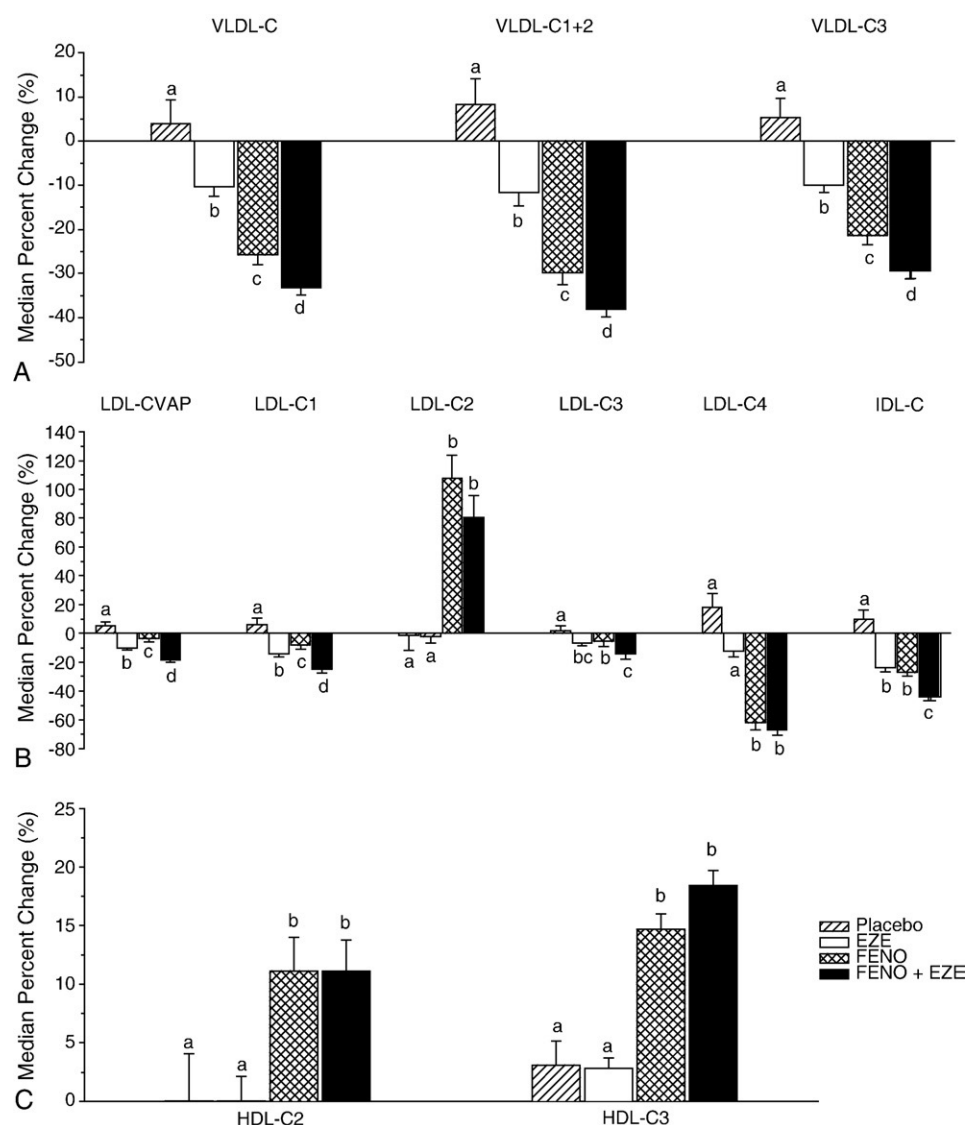 VLDL-C VLDL-C1+2 VLDL-C3
Median Percent Change (%)
20
10
0
-10
-20
-30
-40
-50
a a a
b b b
c c c
d d d
A
LDL-CVAP LDL-C1 LDL-C2 LDL-C3 LDL-C4 IDL-C
Median Percent Change (%)
140
120
100
80
60
40
20
0
-20
-40
-60
-80
a b c d
a b c d
a a b b
a bc b c
a a b b
a b b c
B
Median Percent Change (%)
25
20
15
10
5
0
a a b b
a a b b
Placebo
EZE
FENO
FENO + EZE
C
HDL-C2 HDL-C3